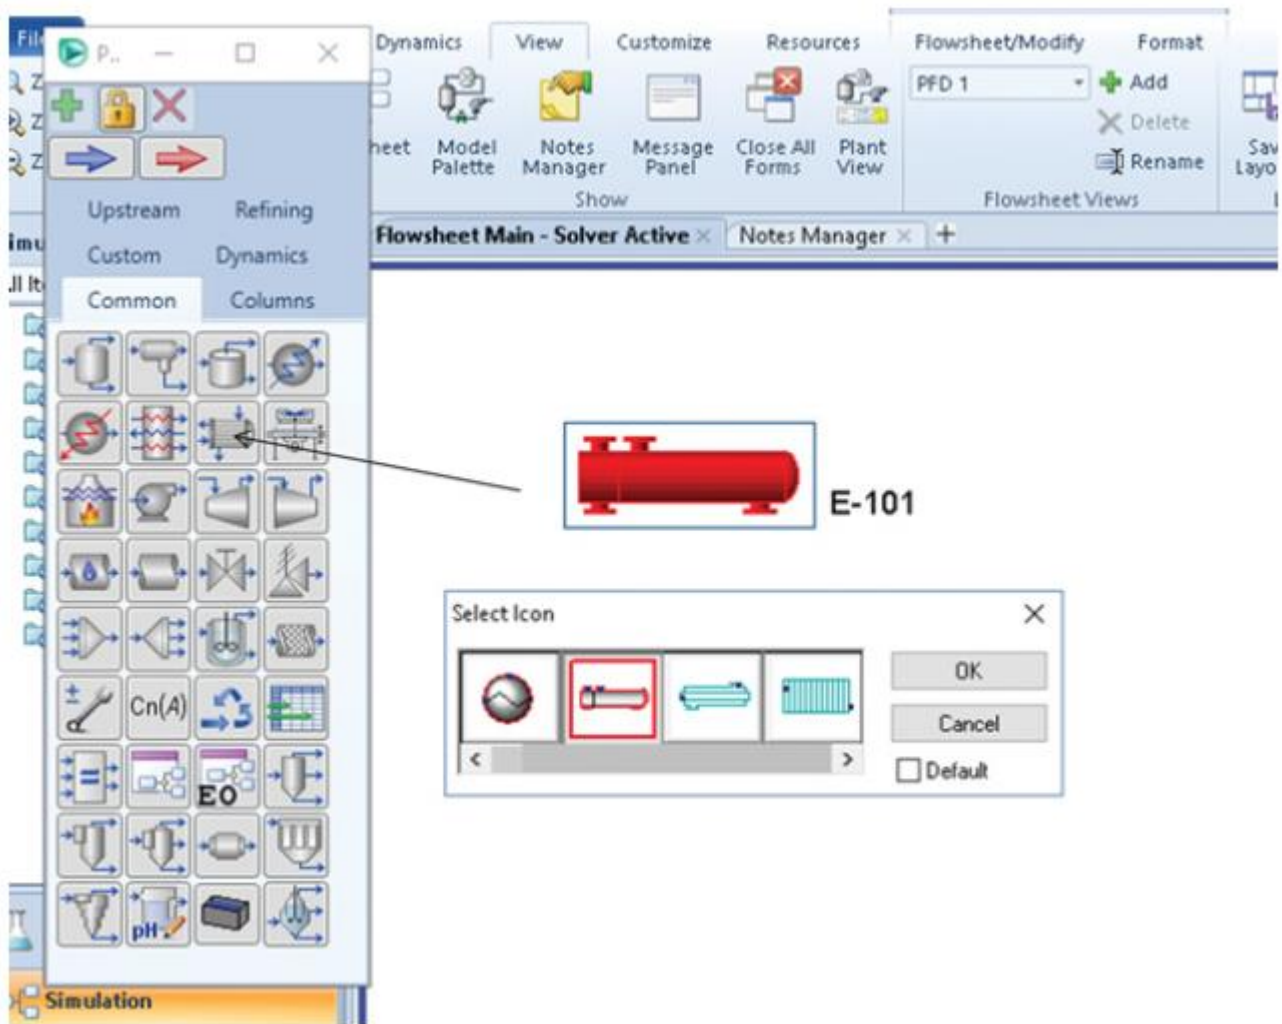 File
P..
Dynamics
View
Customize
Resources
Flowsheet/Modify
Format
PFD 1
Add
Delete
Rename
Model
Palette
Notes
Manager
Message
Panel
Close All
Forms
Plant
View
Show
Flowsheet Views
Upstream
Refining
Custom
Dynamics
Common
Columns
Flowsheet Main - Solver Active
Notes Manager
E-101
Select Icon
OK
Cancel
Default
Cn(A)
EO
pH
Simulation